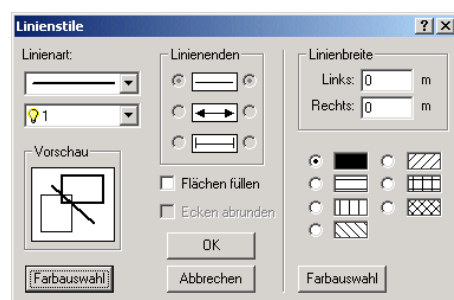 Linienstile
Linienart:
1
Vorschau
Farbauswahl
Linienenden
Flächen füllen
Ecken abrunden
OK
Abbrechen
Linienbreite
Links: 0 m
Rechts: 0 m
Farbauswahl